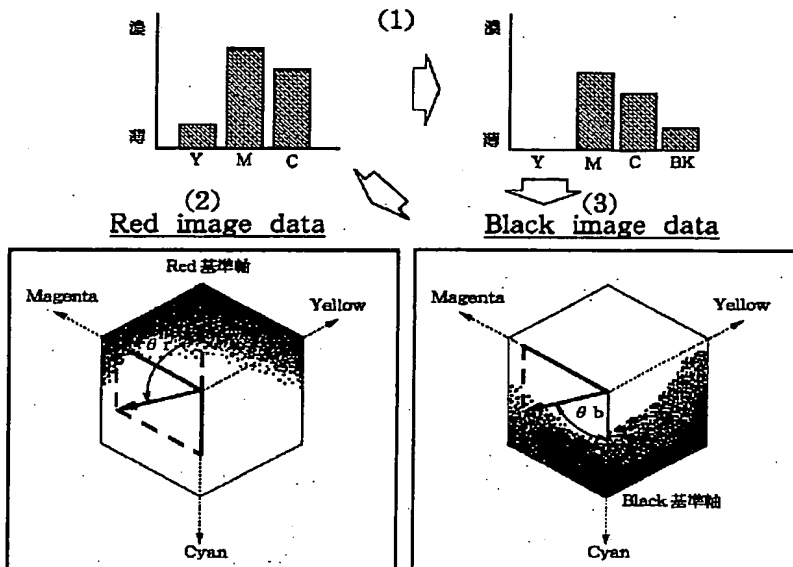 (1)
濃
薄
Y M C
濃
薄
Y M C BK
(2)
Red image data
(3)
Black image data
Red 基準軸
Magenta
Yellow
θ r
Cyan
Magenta
Yellow
θ b
Black 基準軸
Cyan